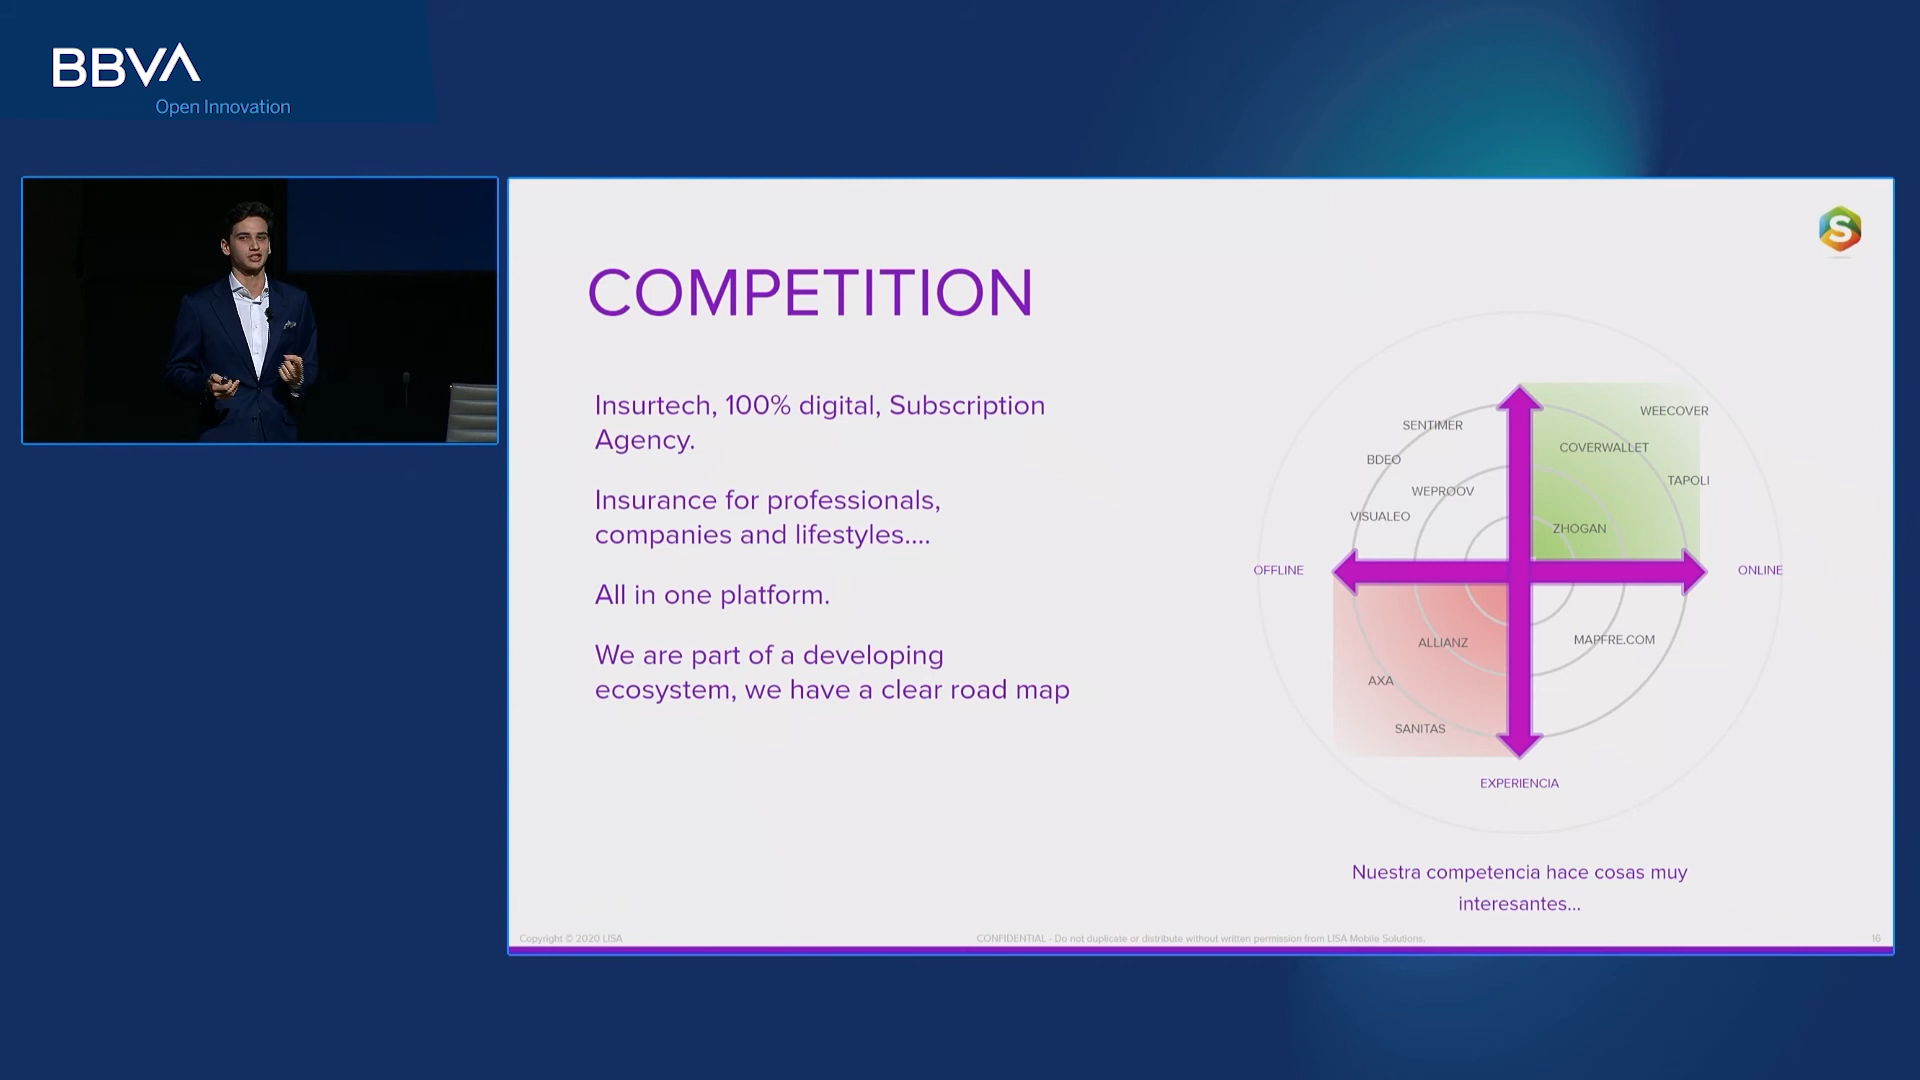 BBVA
Open Innovation
S
COMPETITION
Insurtech, 100% digital, Subscription
Agency.
Insurance for professionals,
companies and lifestyles....
All in one platform.
We are part of a developing
ecosystem, we have a clear road map
WEECOVER
SENTIMER
COVERWALLET
BDEO
TAPOLI
WEPROOV
VISUALEO
ZHOGAN
OFFLINE
ONLINE
ALLIANZ
MAPFRE.COM
AXA
SANITAS
EXPERIENCIA
Nuestra competencia hace cosas muy
interesantes...
Copyright © 2020 LISA
CONFIDENTIAL - Do not duplicate or distribute without written permission from LISA Mobile Solutions.
16